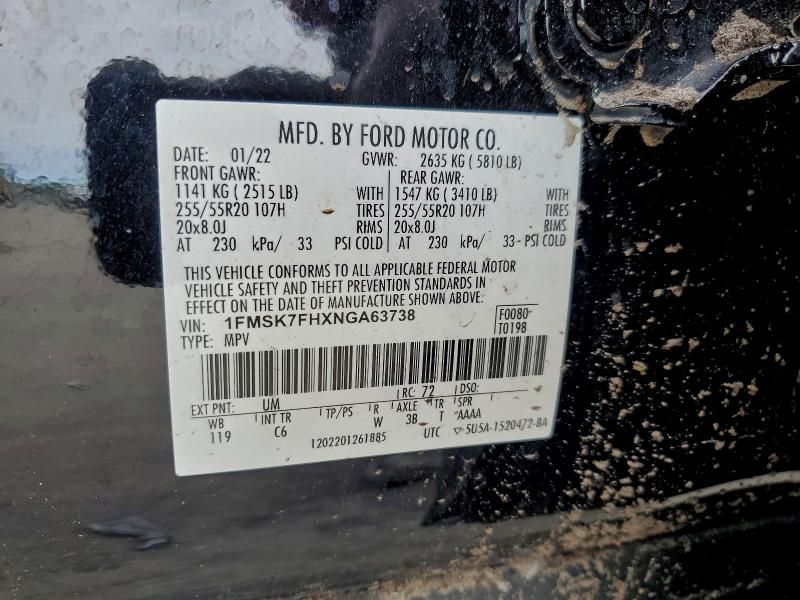 MFD. BY FORD MOTOR CO.
DATE: 01/22 GVWR: 2635 KG ( 5810 LB)
FRONT GAWR: REAR GAWR:
1141 KG ( 2515 LB) WITH 1547 KG ( 3410 LB) WITH
255/55R20 107H TIRES 255/55R20 107H TIRES
20x8.0J RIMS 20x8.0J RIMS
AT 230 kPa/ 33 PSI COLD AT 230 kPa/ 33- PSI COLD
THIS VEHICLE CONFORMS TO ALL APPLICABLE FEDERAL MOTOR
VEHICLE SAFETY AND THEFT PREVENTION STANDARDS IN
EFFECT ON THE DATE OF MANUFACTURE SHOWN ABOVE.
VIN: 1FMSK7FHXNGA63738 F0080-
TYPE: MPV T0198
EXT PNT: UM RC: 72 DSO:
WB INT TR TP/PS R AXLE TR SPR
119 C6 W 3B T AAAA
1202201261885 UTC ▽ 5U5A-1520472-BA